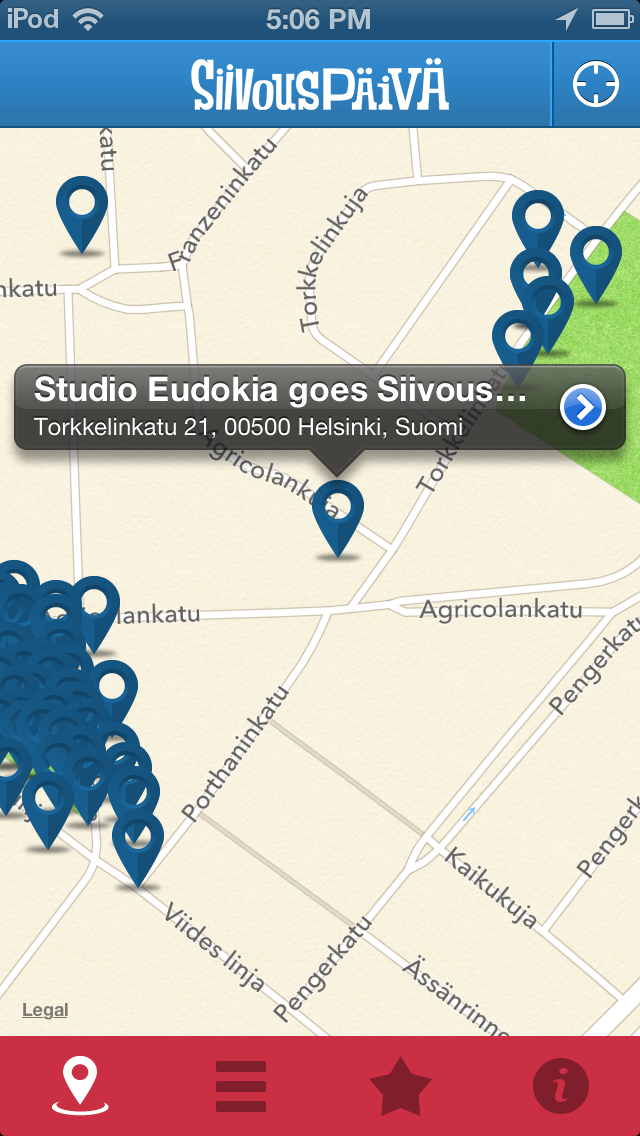 iPod 5:06 PM
SiiVOUSPÄiVÄ
katu
Franzeninkatu
Torkkelinkuja
nkatu
Studio Eudokia goes Siivous...
Torkkelinkatu 21, 00500 Helsinki, Suomi
Torkkelinkatu
Agricolankuja
lankatu
Agricolankatu
Pengerkatu
Porthaninkatu
Pengerk
Kaikukuja
Viides linja
Pengerkatu
Ässänrinne
Legal
i